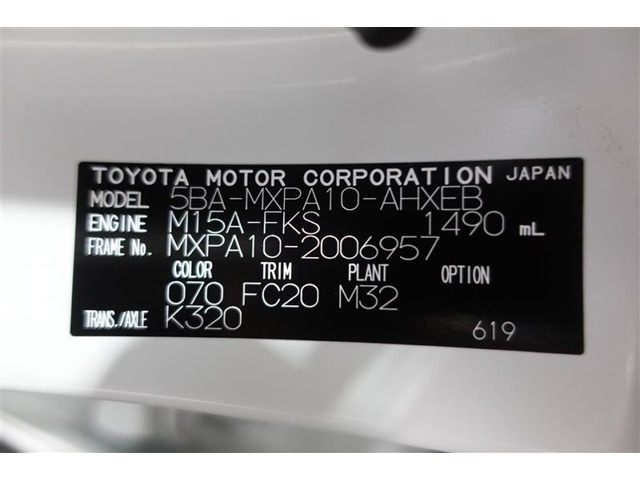 TOYOTA MOTOR CORPORATION JAPAN
MODEL 5BA-MXPA10-AHXEB
ENGINE M15A-FKS 1490 mL
FRAME No. MXPA10-2006957
COLOR TRIM PLANT OPTION
070 FC20 M32
TRANS./AXLE K320
619